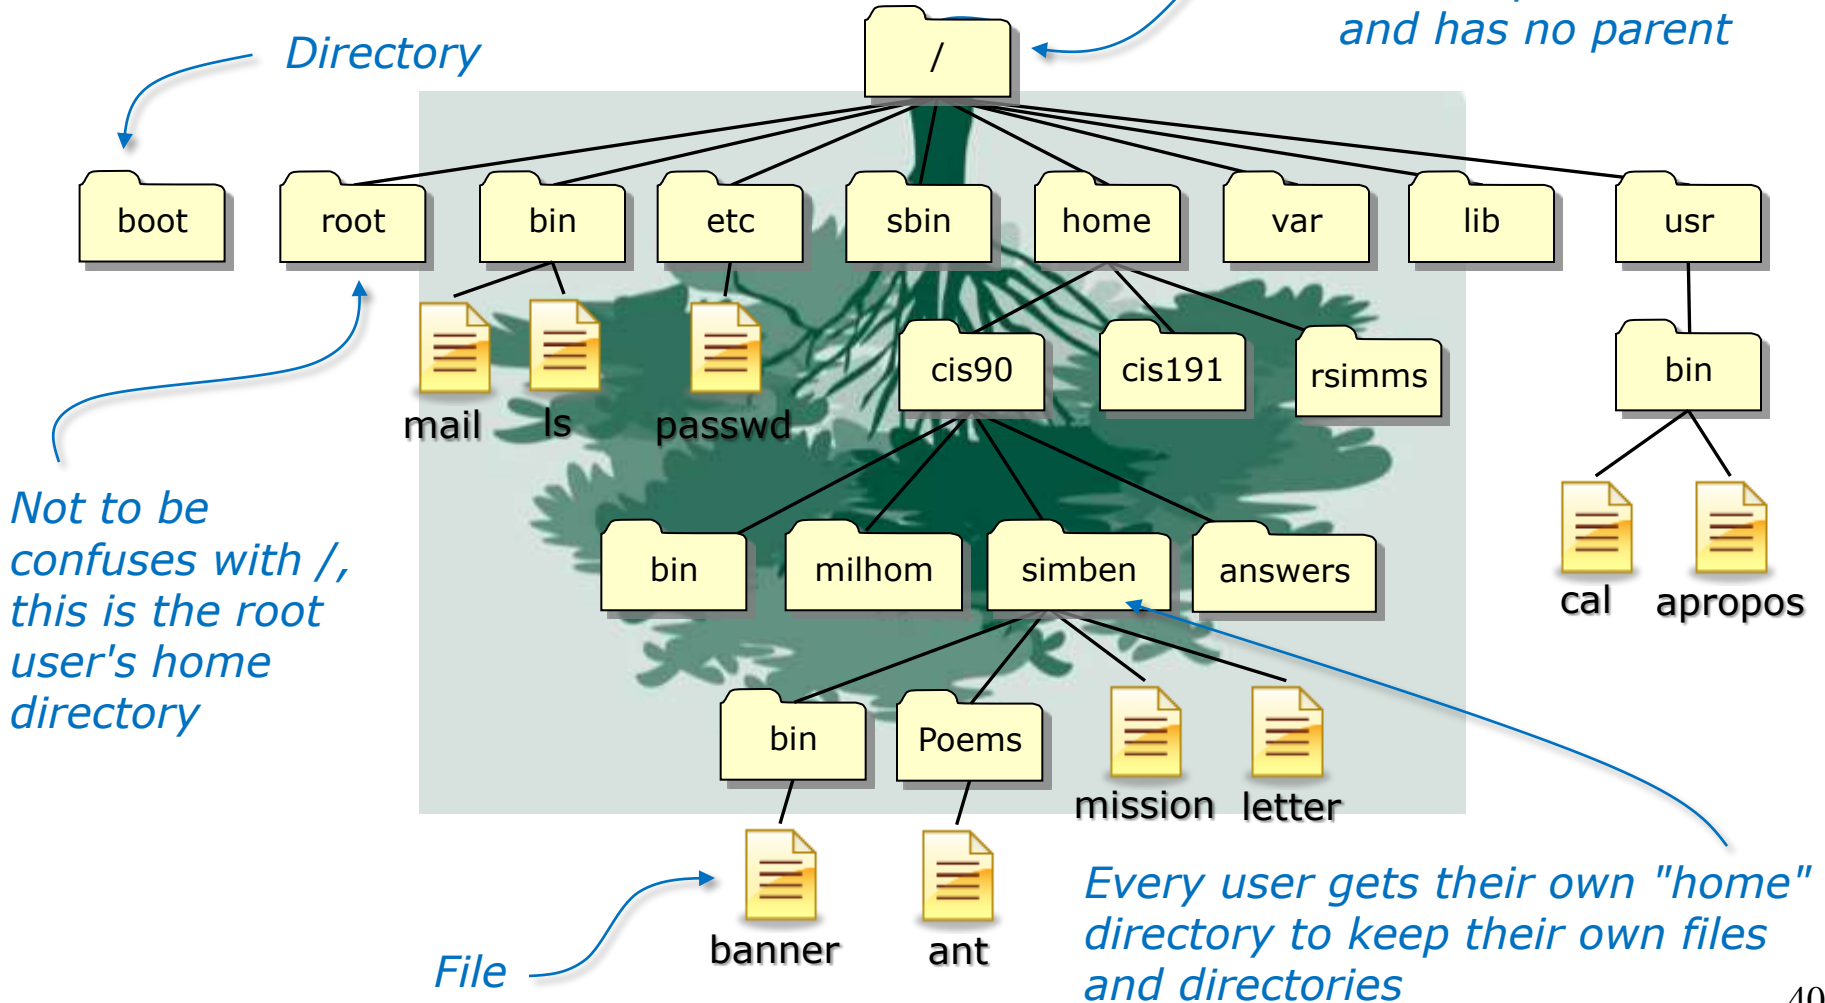 and has no parent
Directory
/
boot
root
bin
etc
sbin
home
var
lib
usr
mail
ls
passwd
cis90
cis191
rsimms
bin
Not to be
confuses with /,
this is the root
user's home
directory
bin
milhom
simben
answers
cal
apropos
bin
Poems
mission
letter
banner
ant
File
Every user gets their own "home"
directory to keep their own files
and directories
40